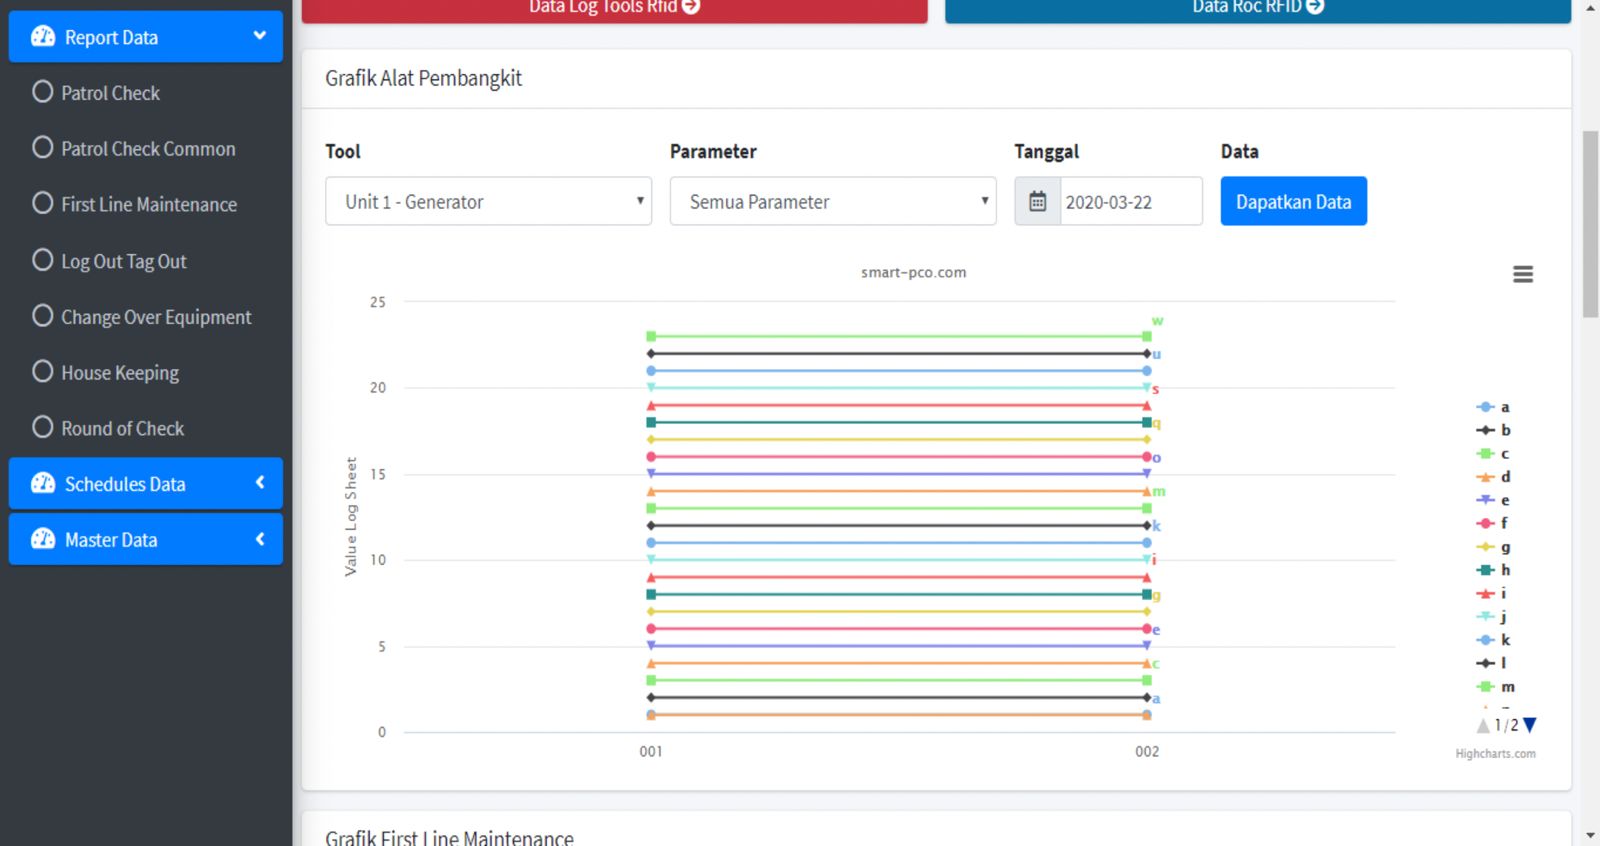 Data Log Tools Rfid
Data Roc RFID
Report Data
Patrol Check
Patrol Check Common
First Line Maintenance
Log Out Tag Out
Change Over Equipment
House Keeping
Round of Check
Schedules Data
Master Data
Grafik Alat Pembangkit
Tool
Parameter
Tanggal
Data
Unit 1 - Generator
Semua Parameter
2020-03-22
Dapatkan Data
smart-pco.com
Value Log Sheet
25
20
15
10
5
0
w
u
s
q
o
m
k
i
g
e
c
a
001
002
a
b
c
d
e
f
g
h
i
j
k
l
m
1/2
Highcharts.com
Grafik First Line Maintenance